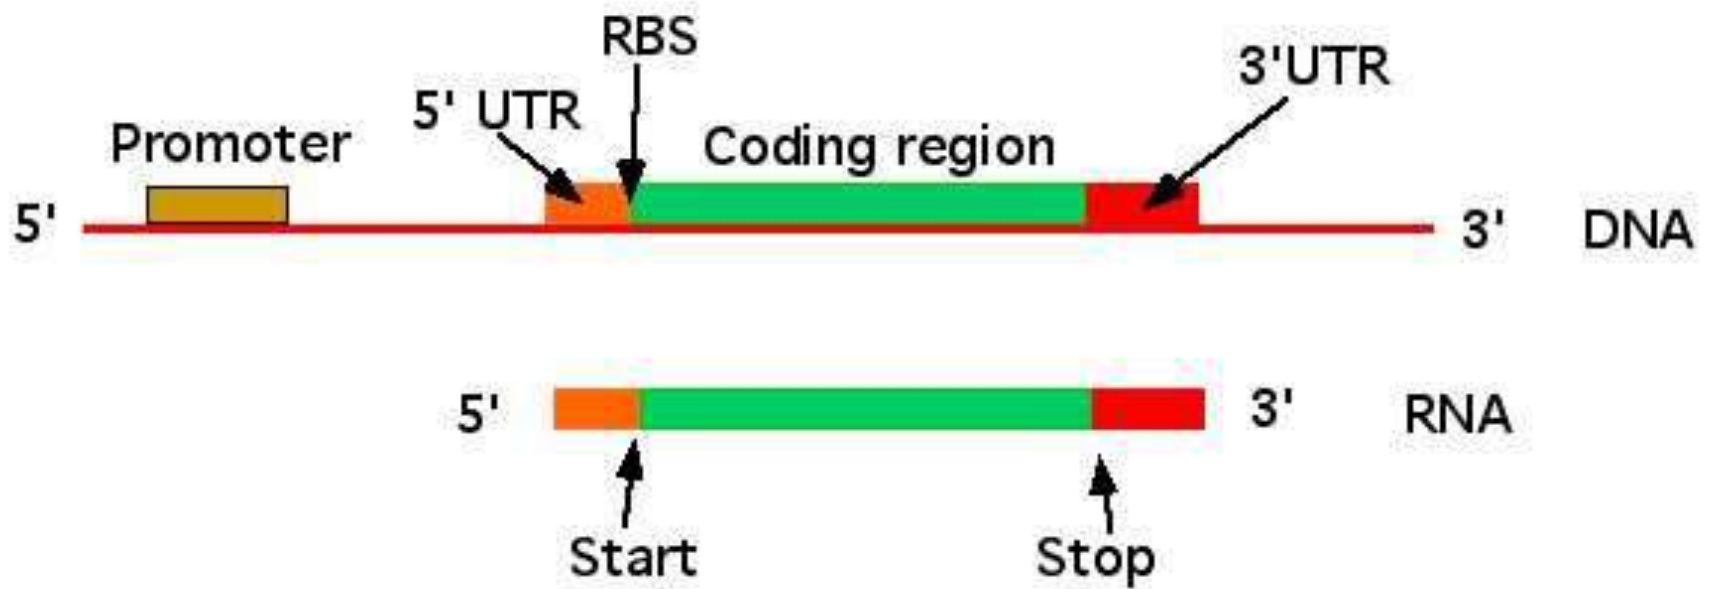 RBS
3'UTR
5' UTR
Promoter
Coding region
5'
3'
DNA
5'
3'
RNA
Start
Stop